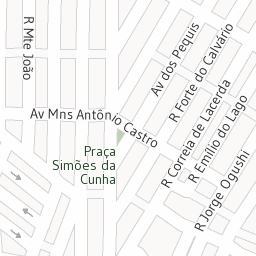 R Mte João
Av dos Pequis
R Forte do Calvário
Av Mns Antônio Castro
R Correia de Lacerda
R Emílio do Lago
R Jorge Ogushi
Praça
Simões da
Cunha